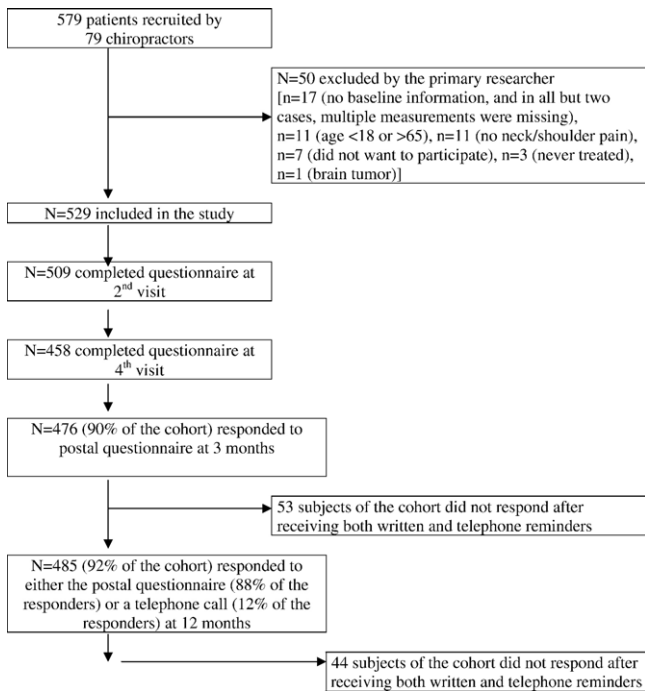 579 patients recruited by
79 chiropractors
N=50 excluded by the primary researcher
[n=17 (no baseline information, and in all but two
cases, multiple measurements were missing),
n=11 (age <18 or >65), n=11 (no neck/shoulder pain),
n=7 (did not want to participate), n=3 (never treated),
n=1 (brain tumor)]
N=529 included in the study
N=509 completed questionnaire at
2nd visit
N=458 completed questionnaire at
4th visit
N=476 (90% of the cohort) responded to
postal questionnaire at 3 months
53 subjects of the cohort did not respond after
receiving both written and telephone reminders
N=485 (92% of the cohort) responded to
either the postal questionnaire (88% of the
responders) or a telephone call (12% of the
responders) at 12 months
44 subjects of the cohort did not respond after
receiving both written and telephone reminders